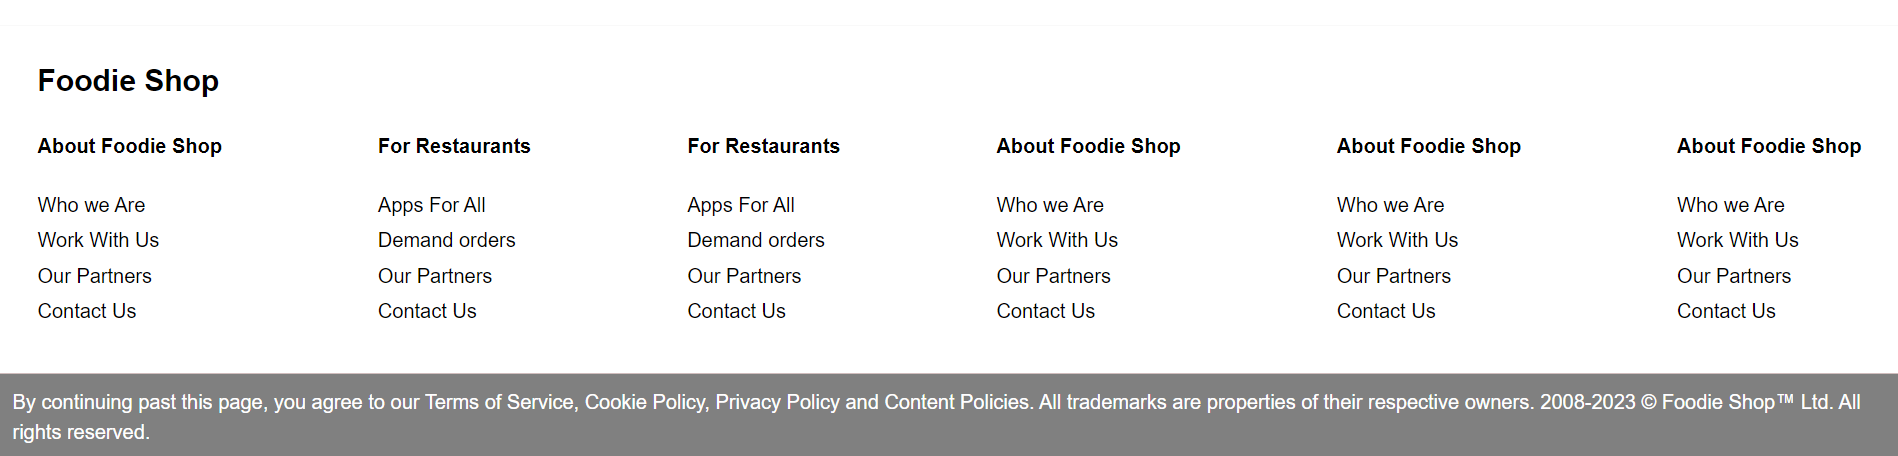 Foodie Shop
About Foodie Shop
Who we Are
Work With Us
Our Partners
Contact Us
For Restaurants
Apps For All
Demand orders
Our Partners
Contact Us
For Restaurants
Apps For All
Demand orders
Our Partners
Contact Us
About Foodie Shop
Who we Are
Work With Us
Our Partners
Contact Us
About Foodie Shop
Who we Are
Work With Us
Our Partners
Contact Us
About Foodie Shop
Who we Are
Work With Us
Our Partners
Contact Us
By continuing past this page, you agree to our Terms of Service, Cookie Policy, Privacy Policy and Content Policies. All trademarks are properties of their respective owners. 2008-2023 © Foodie Shop™ Ltd. All
rights reserved.